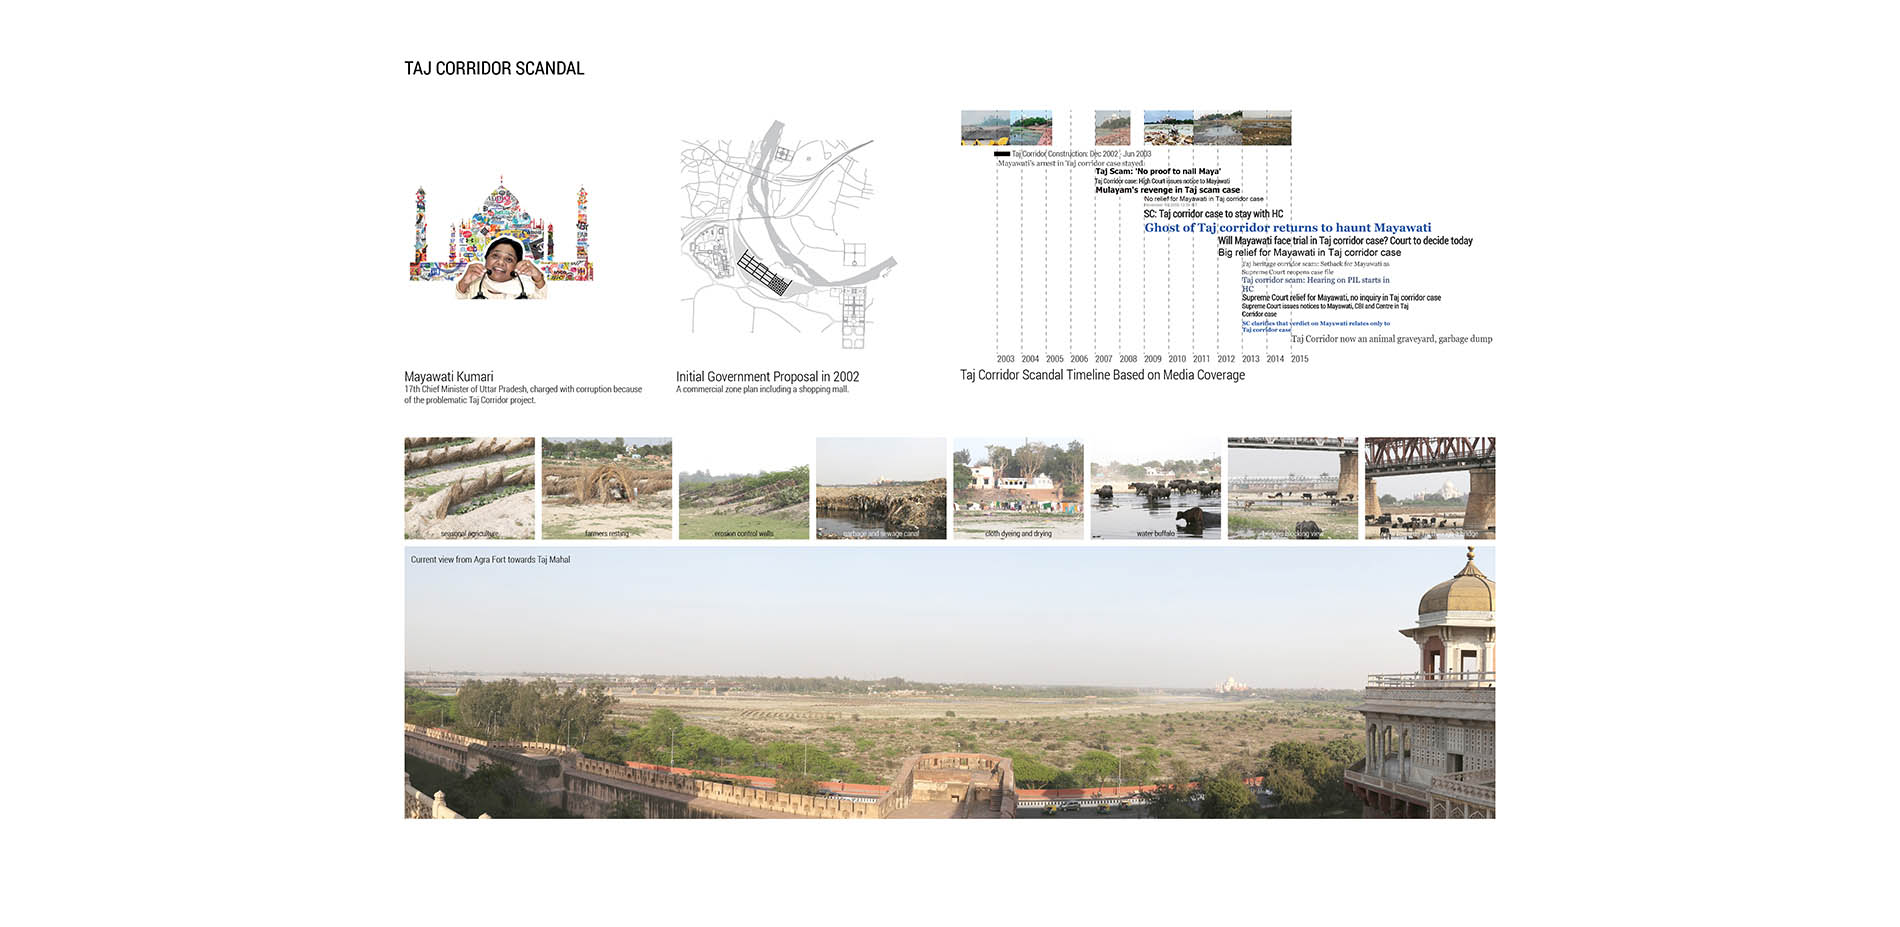 TAJ CORRIDOR SCANDAL
Taj Corridor Construction: Dec 2002 - Jun 2003
Mayawati's arrest in Taj corridor case stayed
Taj Scam: 'No proof to nail Maya'
Taj Corridor case: High Court issues notice to Mayawati
Mulayam's revenge in Taj scam case
No relief for Mayawati in Taj corridor case
SC: Taj corridor case to stay with HC
Ghost of Taj corridor returns to haunt Mayawati
Will Mayawati face trial in Taj corridor case? Court to decide today
Big relief for Mayawati in Taj corridor case
Taj heritage corridor scam: Setback for Mayawati as
Supreme Court reopens case file
Taj corridor scam: Hearing on PIL starts in
HC
Supreme Court relief for Mayawati, no inquiry in Taj corridor case
Supreme Court issues notices to Mayawati, CBI and Centre in Taj
Corridor case
SC clarifies that verdict on Mayawati relates only to
Taj corridor case
Taj Corridor now an animal graveyard, garbage dump
2003 2004 2005 2006 2007 2008 2009 2010 2011 2012 2013 2014 2015
Mayawati Kumari
17th Chief Minister of Uttar Pradesh, charged with corruption because
of the problematic Taj Corridor project.
Initial Government Proposal in 2002
A commercial zone plan including a shopping mall.
Taj Corridor Scandal Timeline Based on Media Coverage
seasonal agriculture
farmers resting
erosion control walls
garbage and sewage canal
cloth dyeing and drying
water buffalo
bridges blocking view
bridge
Current view from Agra Fort towards Taj Mahal